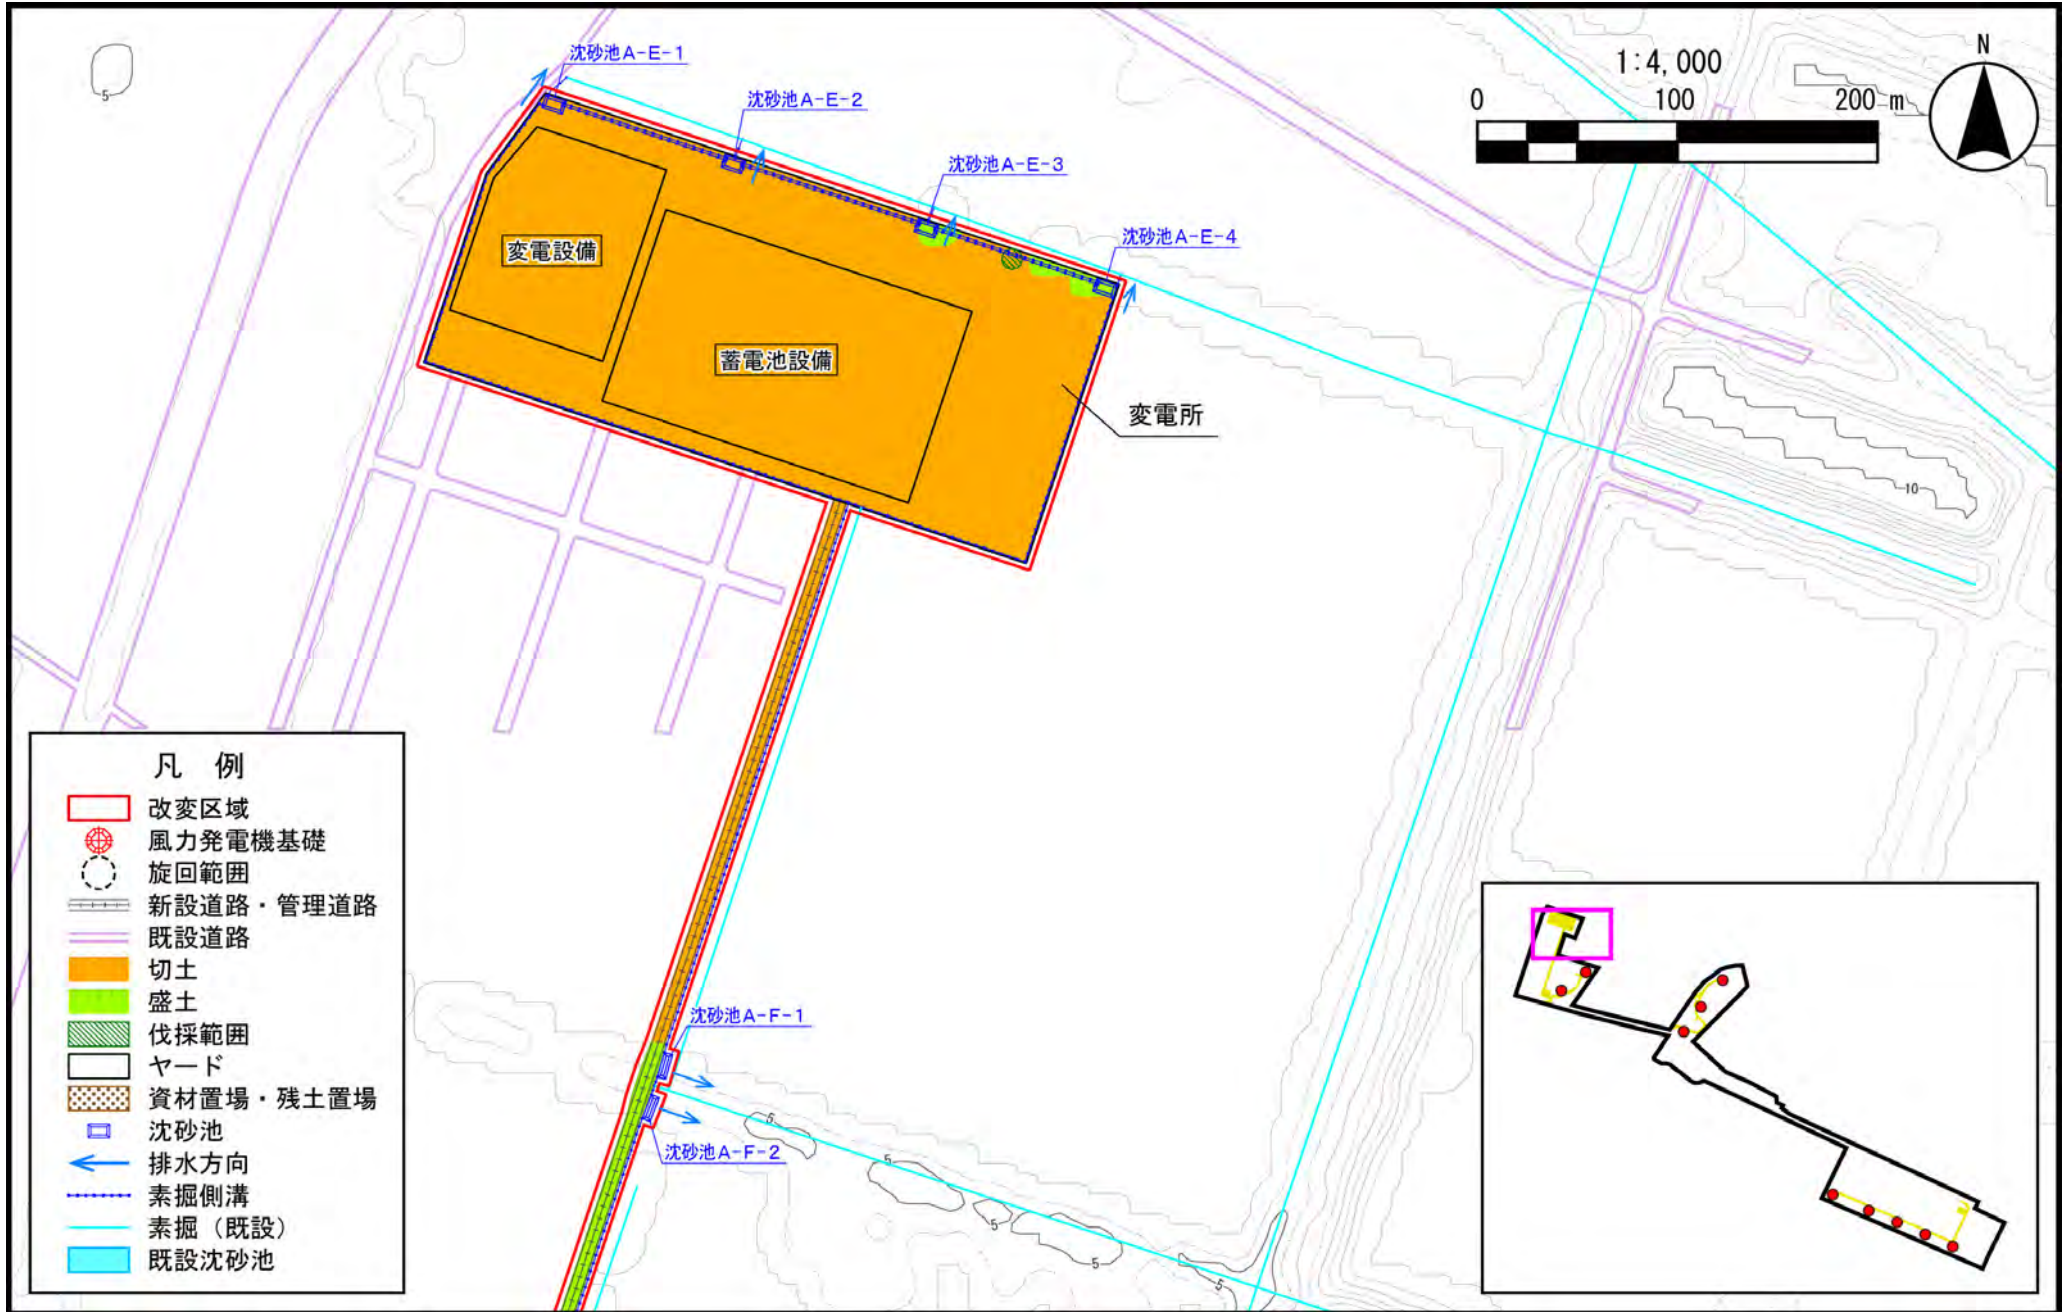 沈砂池A-E-1
沈砂池A-E-2
沈砂池A-E-3
沈砂池A-E-4
1:4,000
0 100 200 m
N
5
変電設備
蓄電池設備
変電所
10
沈砂池A-F-1
沈砂池A-F-2
5
5
5
5
5
凡 例
改変区域
風力発電機基礎
旋回範囲
新設道路・管理道路
既設道路
切土
盛土
伐採範囲
ヤード
資材置場・残土置場
沈砂池
排水方向
素掘側溝
素掘（既設）
既設沈砂池